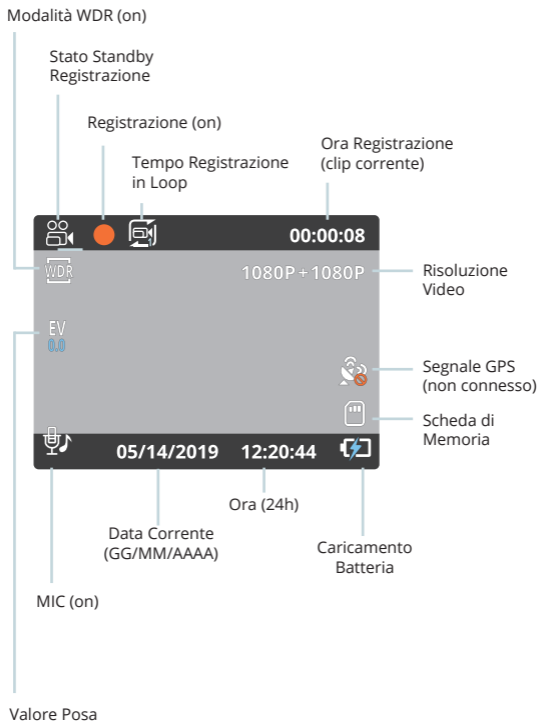 Modalità WDR (on)
Stato Standby
Registrazione
Registrazione (on)
Tempo Registrazione
in Loop
Ora Registrazione
(clip corrente)
00:00:08
WDR
1080P+1080P
Risoluzione
Video
EV
0.0
Segnale GPS
(non connesso)
Scheda di
Memoria
05/14/2019
12:20:44
Ora (24h)
Data Corrente
(GG/MM/AAAA)
Caricamento
Batteria
MIC (on)
Valore Posa